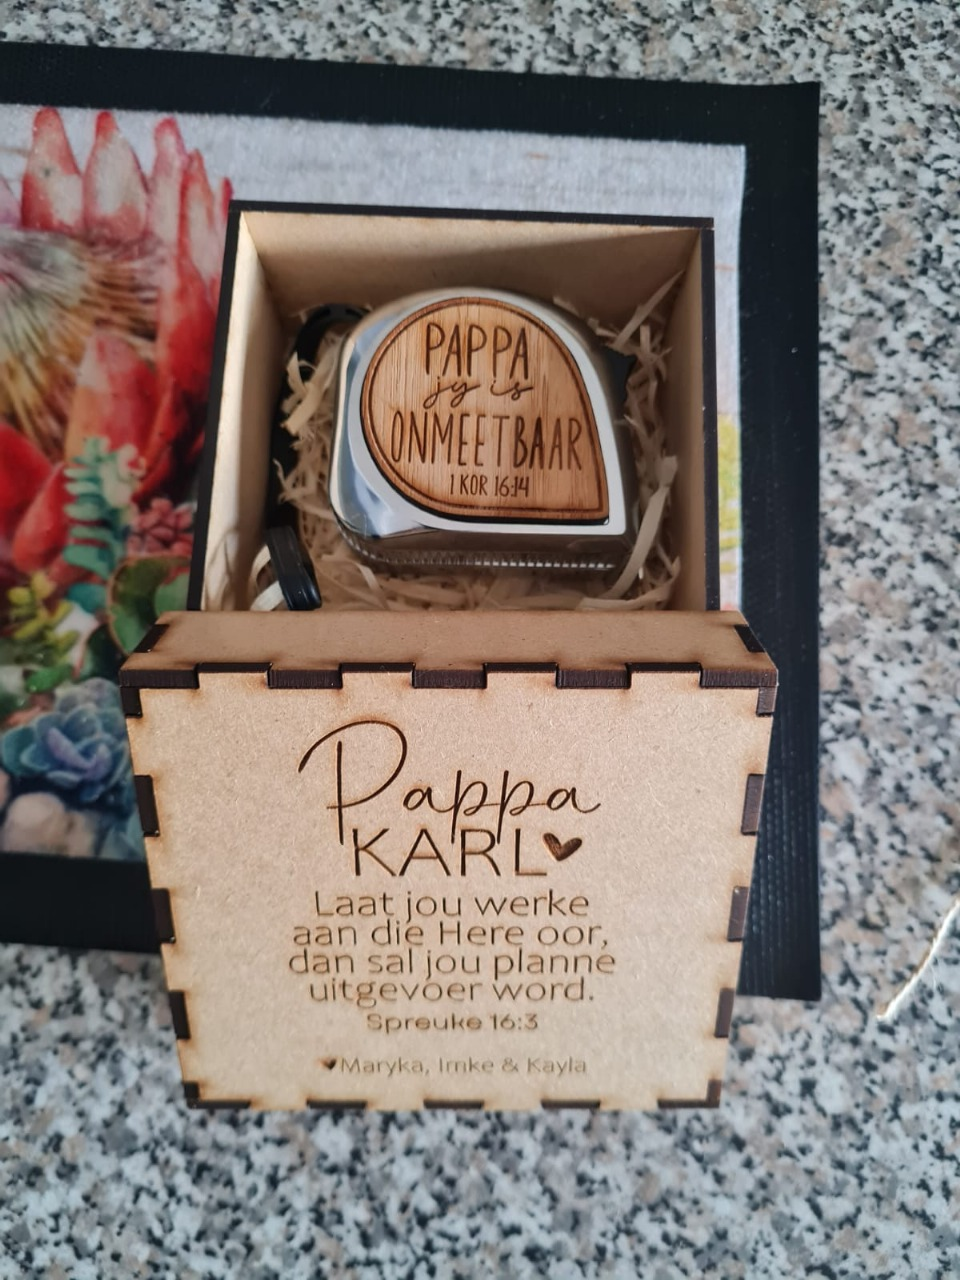 PAPPA
jy is
ONMEETBAAR
1 KOR 16:14
Pappa
KARL
Laat jou werke
aan die Here oor,
dan sal jou planne
uitgevoer word.
Spreuke 16:3
Maryka, Imke & Kayla